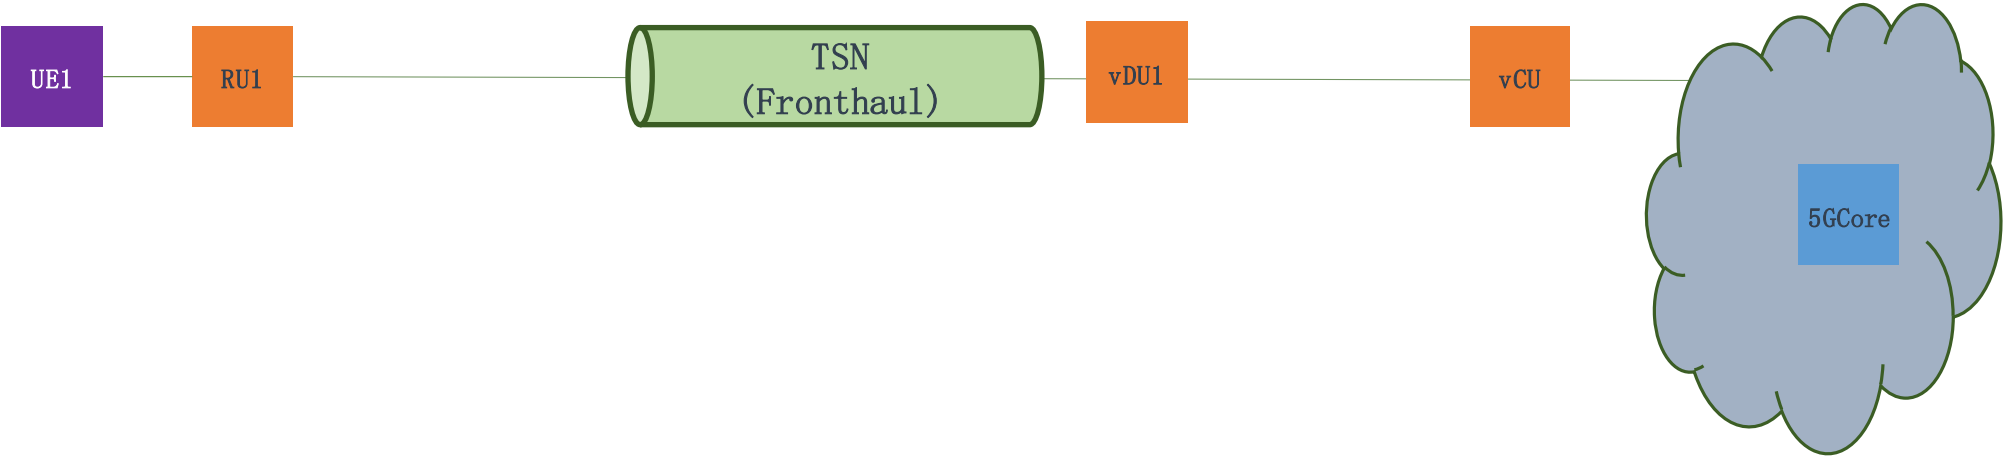 UE1
RU1
TSN
(Fronthaul)
vDU1
vCU
5GCore